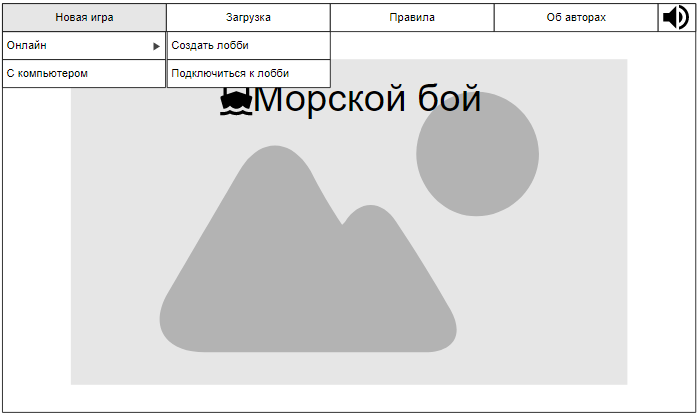 Новая игра
Загрузка
Правила
Об авторах
Онлайн
Создать лобби
С компьютером
Подключиться к лобби
Морской бой